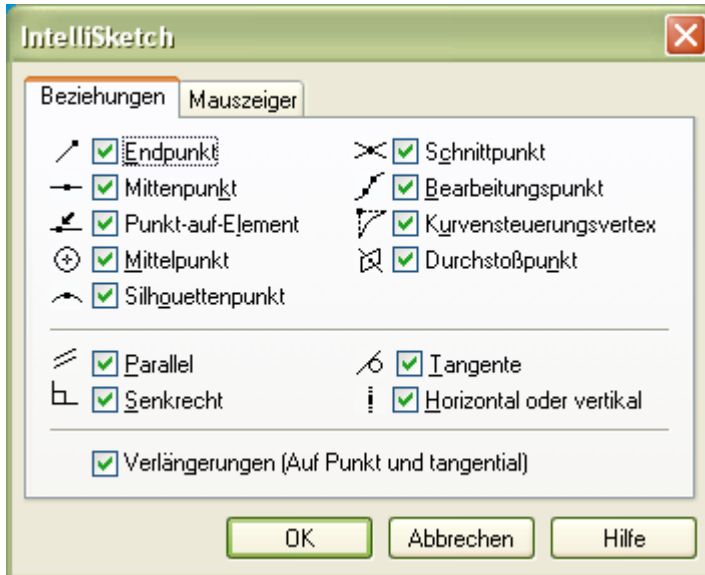 IntelliSketch
Beziehungen Mauszeiger
Endpunkt Schnittpunkt
Mittenpunkt Bearbeitungspunkt
Punkt-auf-Element Kurvensteuerungsvertex
Mittelpunkt Durchstoßpunkt
Silhouettenpunkt
Parallel Tangente
Senkrecht Horizontal oder vertikal
Verlängerungen (Auf Punkt und tangential)
OK Abbrechen Hilfe